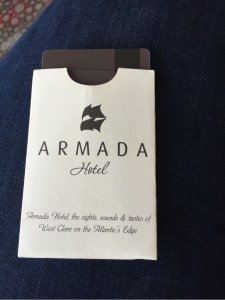 ARMADA
Hotel
Armada Hotel the sights, sounds & tastes of
West Clare on the Atlantic's Edge